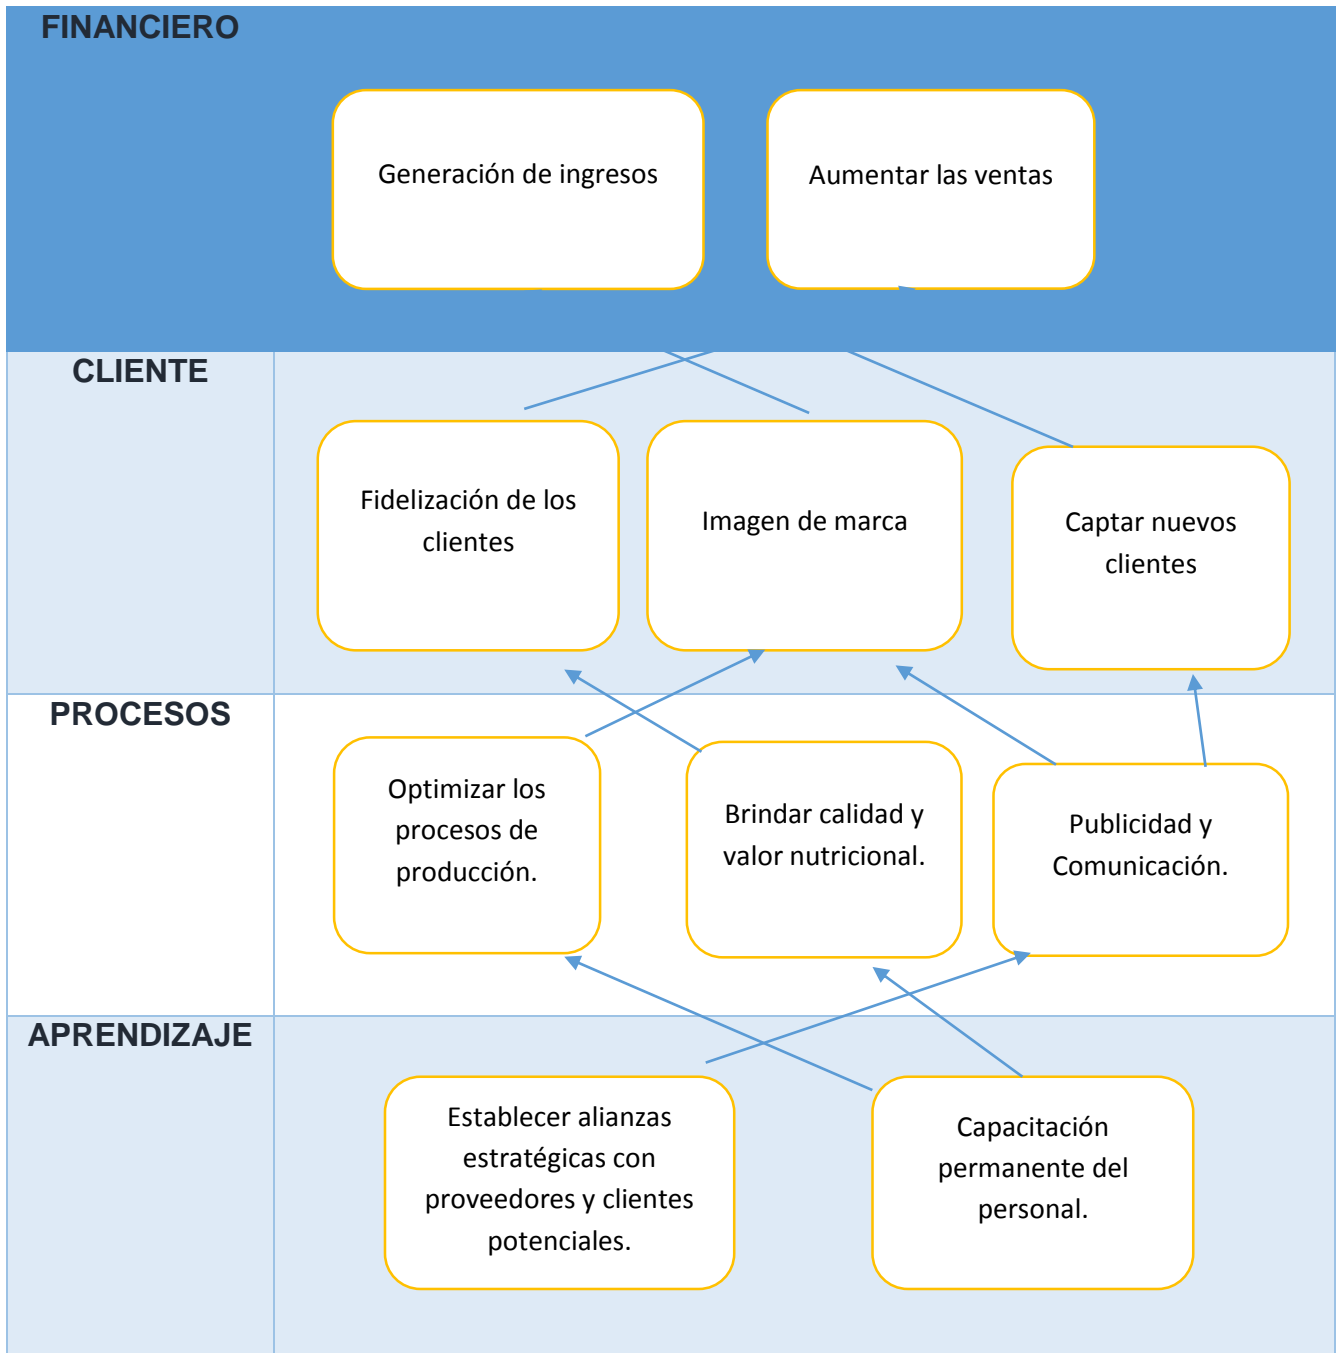 FINANCIERO
Generación de ingresos
Aumentar las ventas
CLIENTE
Fidelización de los
clientes
Imagen de marca
Captar nuevos
clientes
PROCESOS
Optimizar los
procesos de
producción.
Brindar calidad y
valor nutricional.
Publicidad y
Comunicación.
APRENDIZAJE
Establecer alianzas
estratégicas con
proveedores y clientes
potenciales.
Capacitación
permanente del
personal.